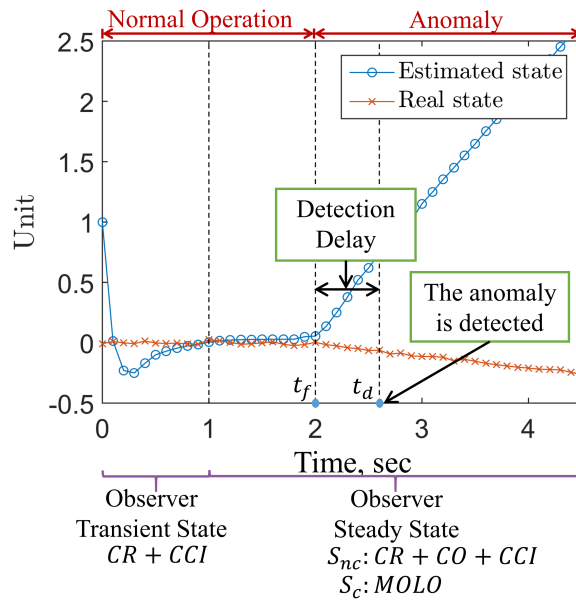 Normal Operation
Anomaly
2.5
2
1.5
1
0.5
0
-0.5
Unit
Estimated state
Real state
Detection
Delay
The anomaly
is detected
t_f
t_d
0
1
2
3
4
Time, sec
Observer
Transient State
CR + CCI
Observer
Steady State
S_nc: CR + CO + CCI
S_c: MOLO